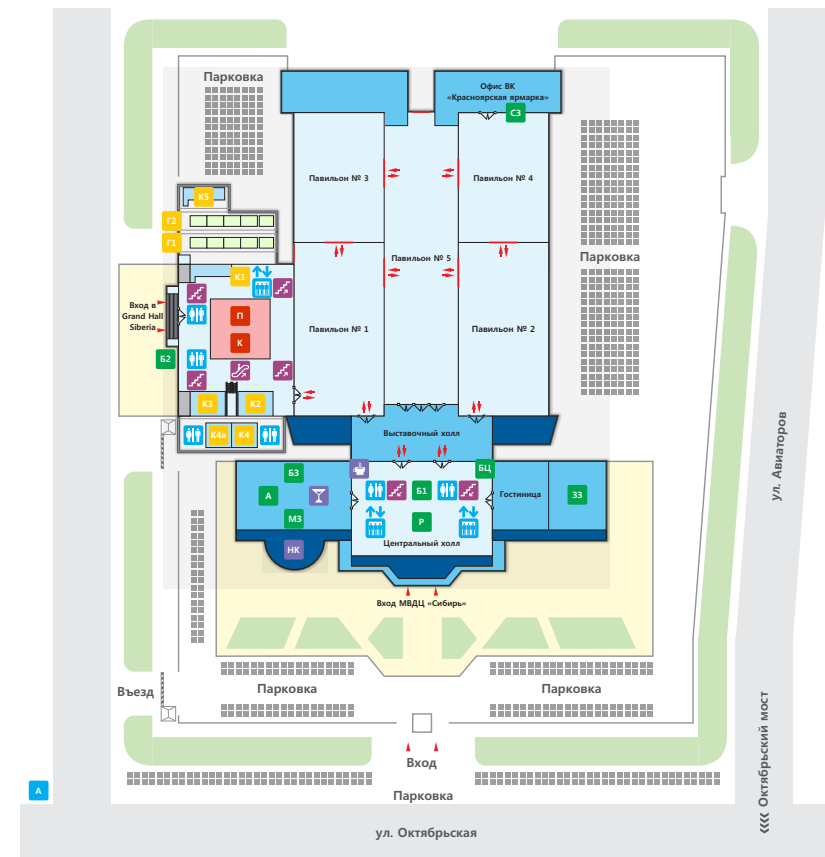 Парковка
Офис ВК
«Красноярская ярмарка»
С3
Павильон № 3
Павильон № 4
К5
Г2
Г1
Павильон № 5
Парковка
К1
Вход в
Grand Hall
Siberia
П
К
Павильон № 1
Павильон № 2
Б2
К3
К2
К4а
К4
Выставочный холл
Б3
БЦ
А
Б1
Гостиница
33
М3
Р
НК
Центральный холл
Вход МВДЦ «Сибирь»
ул. Авиаторов
Въезд
Парковка
Парковка
Вход
А
Парковка
‹‹‹‹ Октябрьский мост
ул. Октябрьская